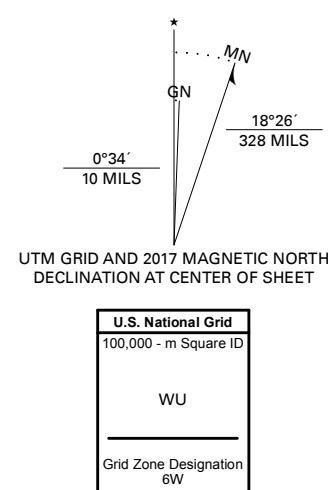 ★
MN
GN
18°26´
328 MILS
0°34´
10 MILS
UTM GRID AND 2017 MAGNETIC NORTH
DECLINATION AT CENTER OF SHEET
U.S. National Grid
100,000 - m Square ID
WU
Grid Zone Designation
6W